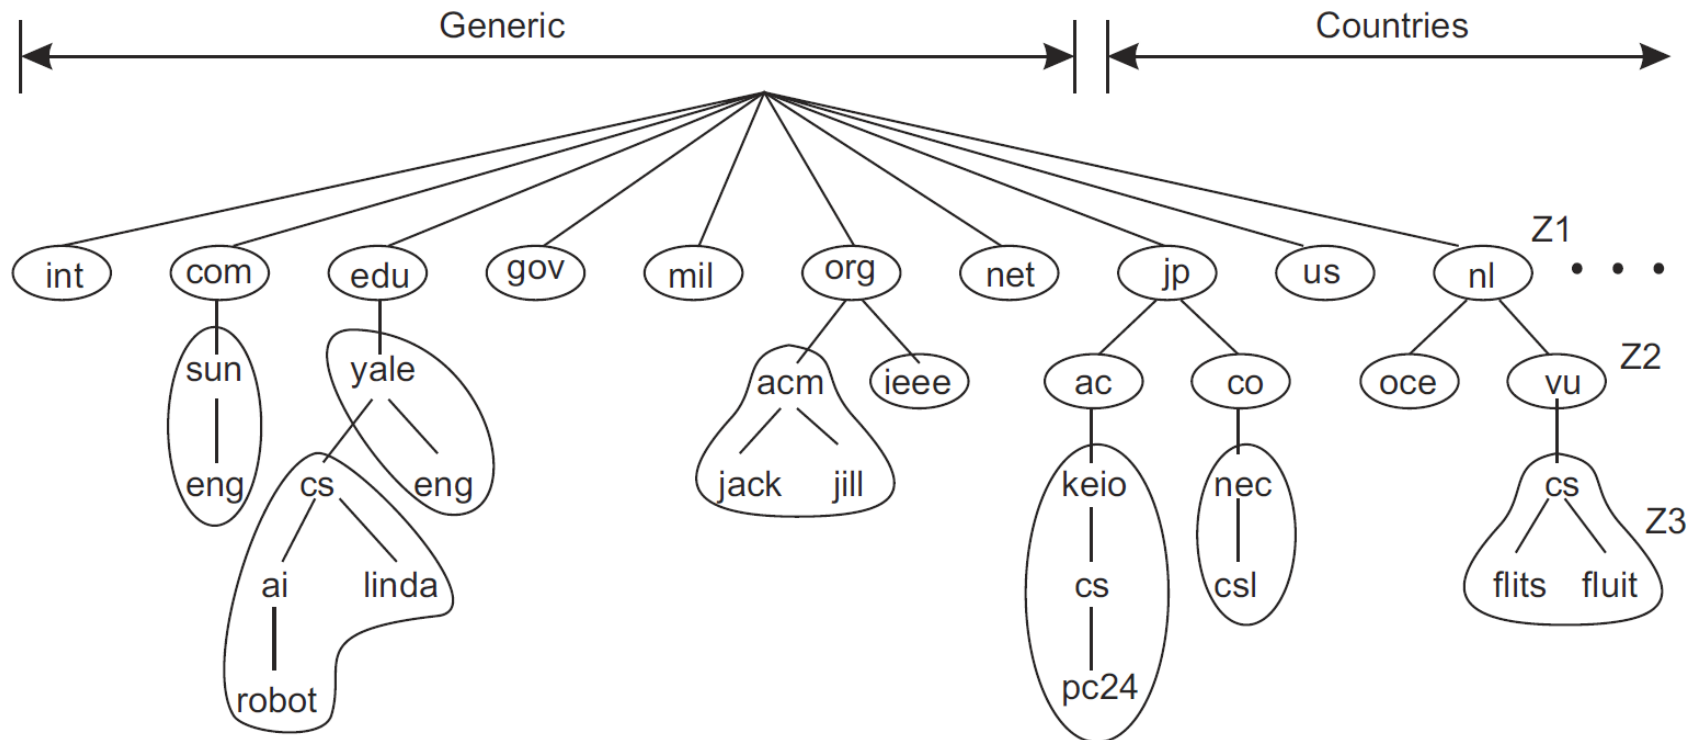 Generic Countries
Z1
int com edu gov mil org net jp us nl • • •
Z2
sun yale acm ieee ac co oce vu
eng cs eng jack jill keio nec cs
Z3
ai linda cs csl flits fluit
robot pc24